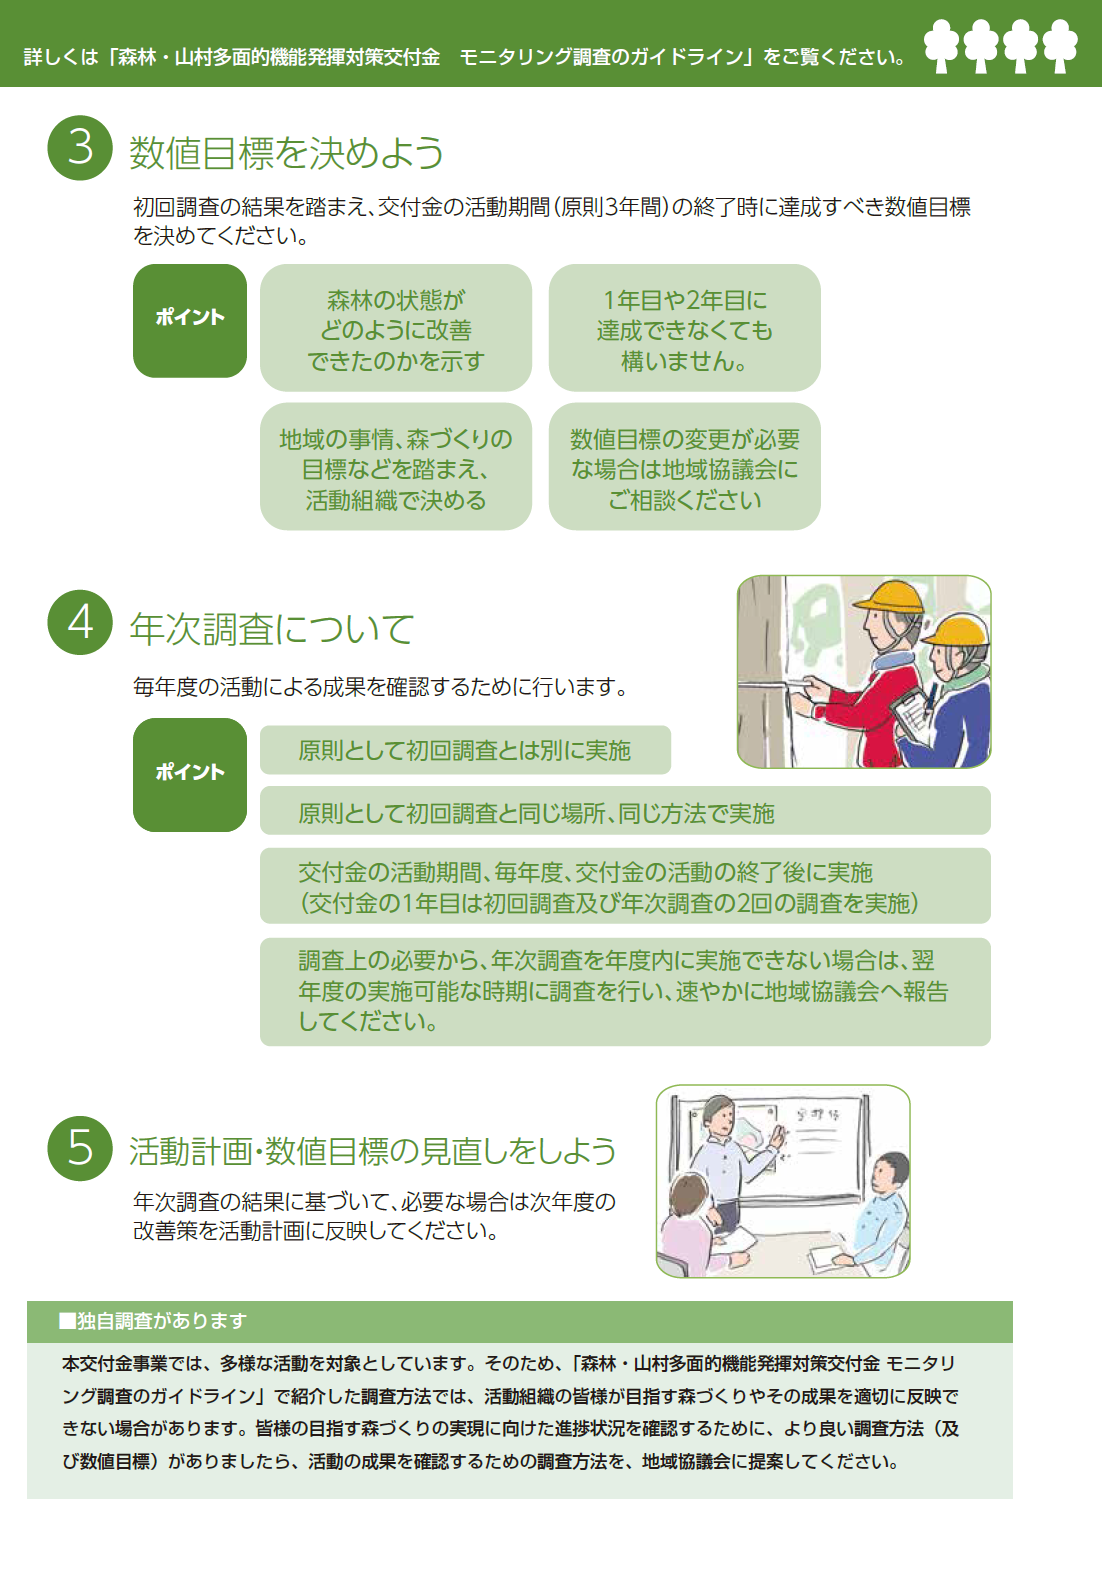 詳しくは「森林・山村多面的機能発揮対策交付金　モニタリング調査のガイドライン」をご覧ください。
3 数値目標を決めよう
初回調査の結果を踏まえ、交付金の活動期間（原則3年間）の終了時に達成すべき数値目標
を決めてください。
ポイント
森林の状態が
どのように改善
できたのかを示す
1年目や2年目に
達成できなくても
構いません。
地域の事情、森づくりの
目標などを踏まえ、
活動組織で決める
数値目標の変更が必要
な場合は地域協議会に
ご相談ください
4 年次調査について
毎年度の活動による成果を確認するために行います。
ポイント
原則として初回調査とは別に実施
原則として初回調査と同じ場所、同じ方法で実施
交付金の活動期間、毎年度、交付金の活動の終了後に実施
（交付金の1年目は初回調査及び年次調査の2回の調査を実施）
調査上の必要から、年次調査を年度内に実施できない場合は、翌
年度の実施可能な時期に調査を行い、速やかに地域協議会へ報告
してください。
5 活動計画・数値目標の見直しをしよう
年次調査の結果に基づいて、必要な場合は次年度の
改善策を活動計画に反映してください。
■独自調査があります
本交付金事業では、多様な活動を対象としています。そのため、「森林・山村多面的機能発揮対策交付金 モニタリ
ング調査のガイドライン」で紹介した調査方法では、活動組織の皆様が目指す森づくりやその成果を適切に反映で
きない場合があります。皆様の目指す森づくりの実現に向けた進捗状況を確認するために、より良い調査方法（及
び数値目標）がありましたら、活動の成果を確認するための調査方法を、地域協議会に提案してください。